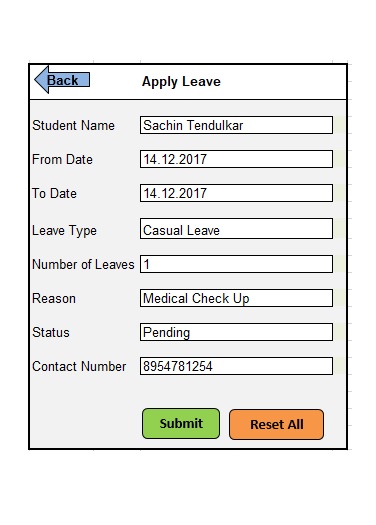 Back Apply Leave
Student Name Sachin Tendulkar
From Date 14.12.2017
To Date 14.12.2017
Leave Type Casual Leave
Number of Leaves 1
Reason Medical Check Up
Status Pending
Contact Number 8954781254
Submit Reset All